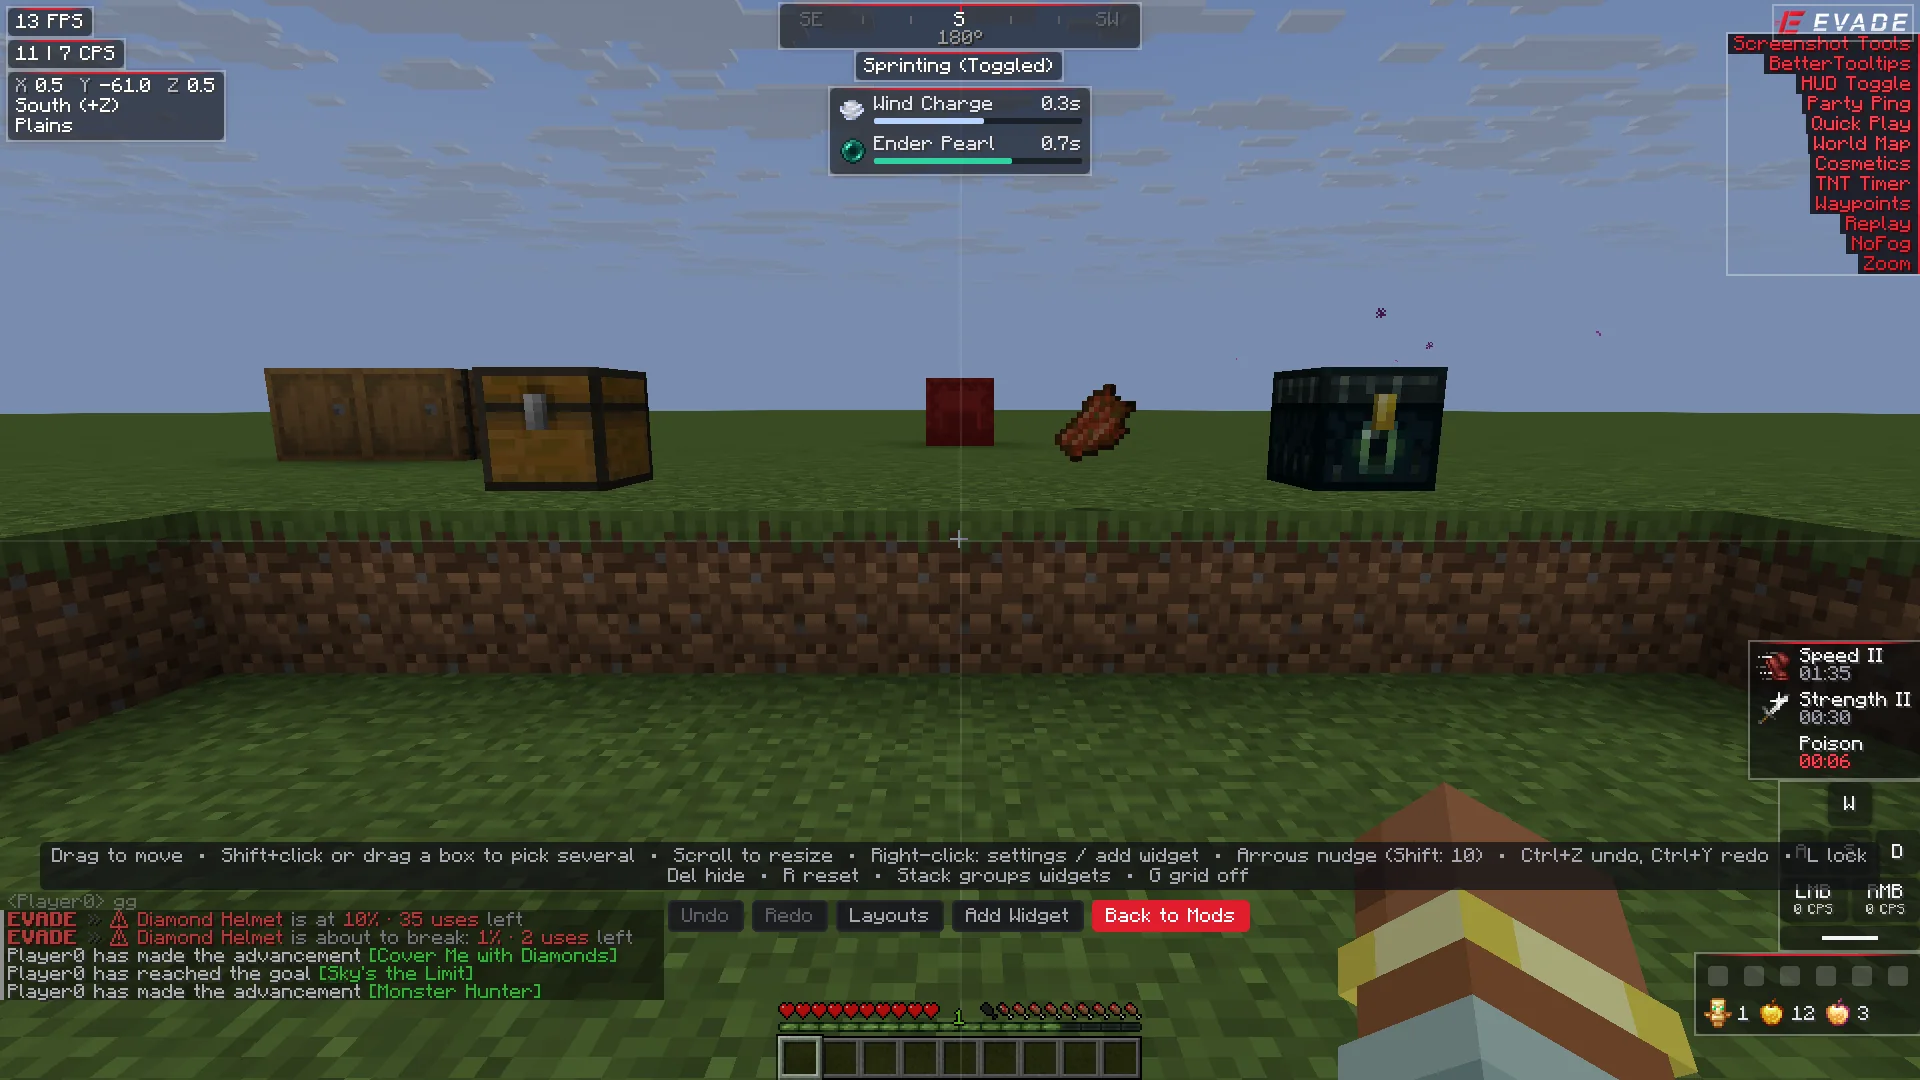 13 FPS
11 | 7 CPS
X 0.5 Y -61.0 Z 0.5
South (+Z)
Plains
SE S SW
180°
Sprinting (Toggled)
Wind Charge 0.3s
Ender Pearl 0.7s
EVADE
Screenshot Tools
BetterTooltips
HUD Toggle
Party Ping
Quick Play
World Map
Cosmetics
TNT Timer
Waypoints
Replay
NoFog
Zoom
Speed II
01:35
Strength II
00:30
Poison
00:06
W
A S D
LMB RMB
0 CPS 0 CPS
Drag to move • Shift+click or drag a box to pick several • Scroll to resize • Right-click: settings / add widget • Arrows nudge (Shift: 10) • Ctrl+Z undo, Ctrl+Y redo • L lock
Del hide • R reset • Stack groups widgets • G grid off
Undo Redo Layouts Add Widget Back to Mods
<Player0> gg
EVADE » ⚠ Diamond Helmet is at 10% · 35 uses left
EVADE » ⚠ Diamond Helmet is about to break: 1% · 2 uses left
Player0 has made the advancement [Cover Me with Diamonds]
Player0 has reached the goal [Sky's the Limit]
Player0 has made the advancement [Monster Hunter]
1
1 12 3